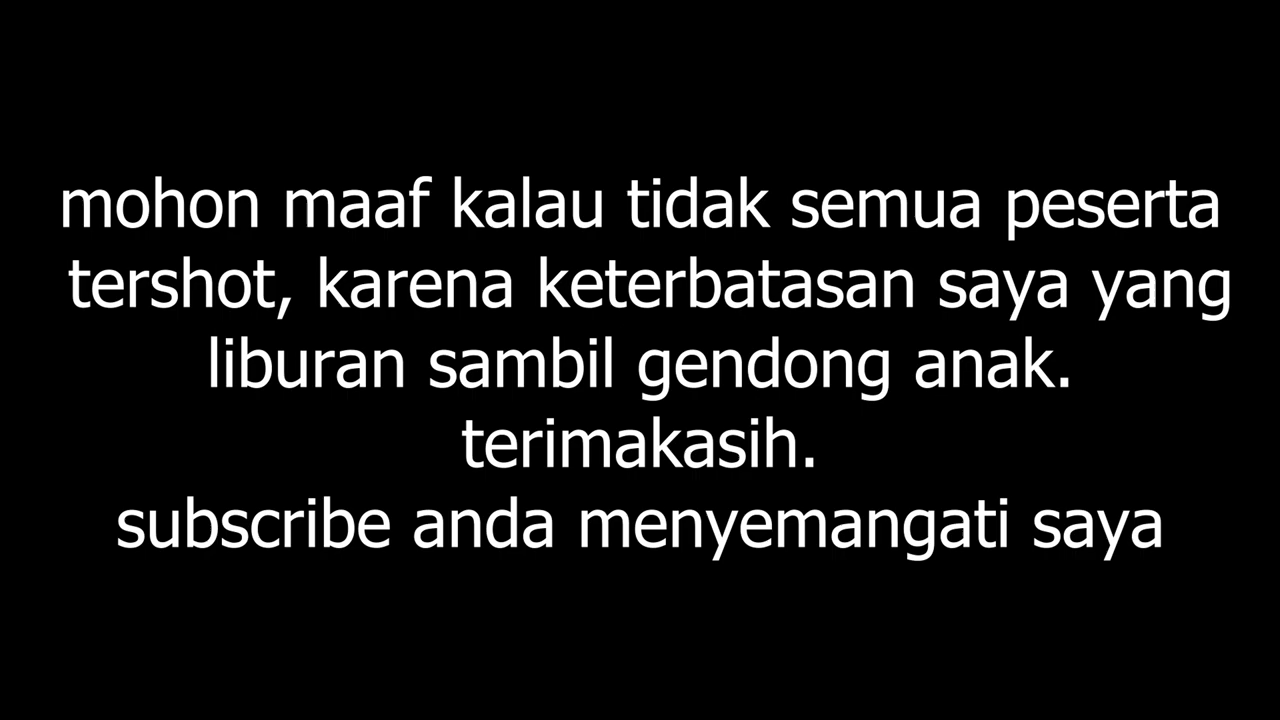 mohon maaf kalau tidak semua peserta
tershot, karena keterbatasan saya yang
liburan sambil gendong anak.
terimakasih.
subscribe anda menyemangati saya